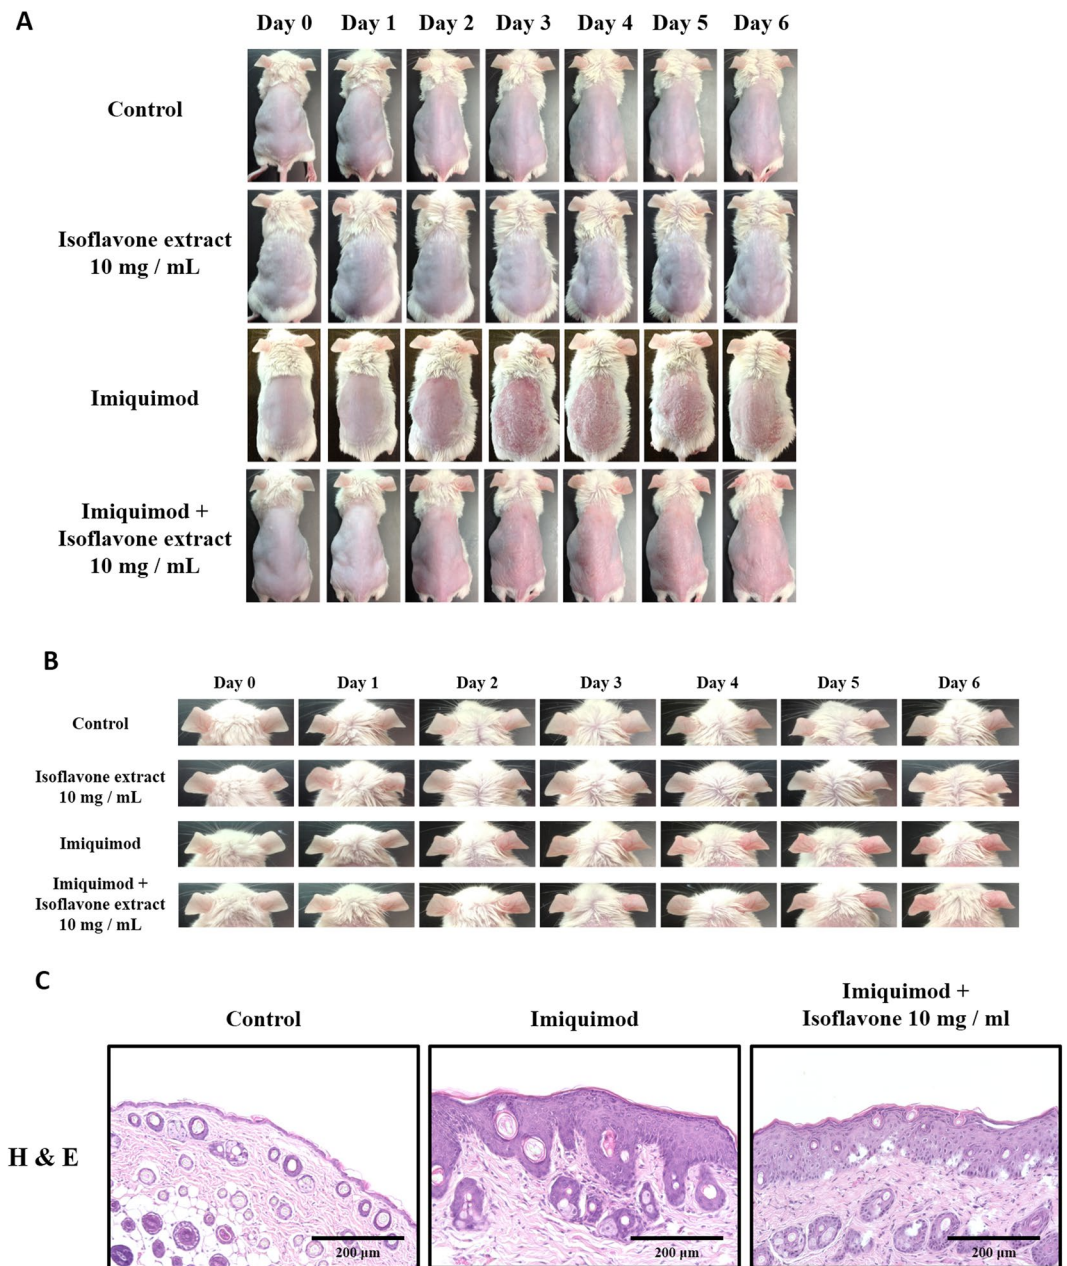 A
Day 0 Day 1 Day 2 Day 3 Day 4 Day 5 Day 6
Control
Isoflavone extract
10 mg / mL
Imiquimod
Imiquimod +
Isoflavone extract
10 mg / mL
B
Day 0 Day 1 Day 2 Day 3 Day 4 Day 5 Day 6
Control
Isoflavone extract
10 mg / mL
Imiquimod
Imiquimod +
Isoflavone extract
10 mg / mL
C
Control
Imiquimod
Imiquimod +
Isoflavone 10 mg / ml
H & E
200 μm
200 μm
200 μm